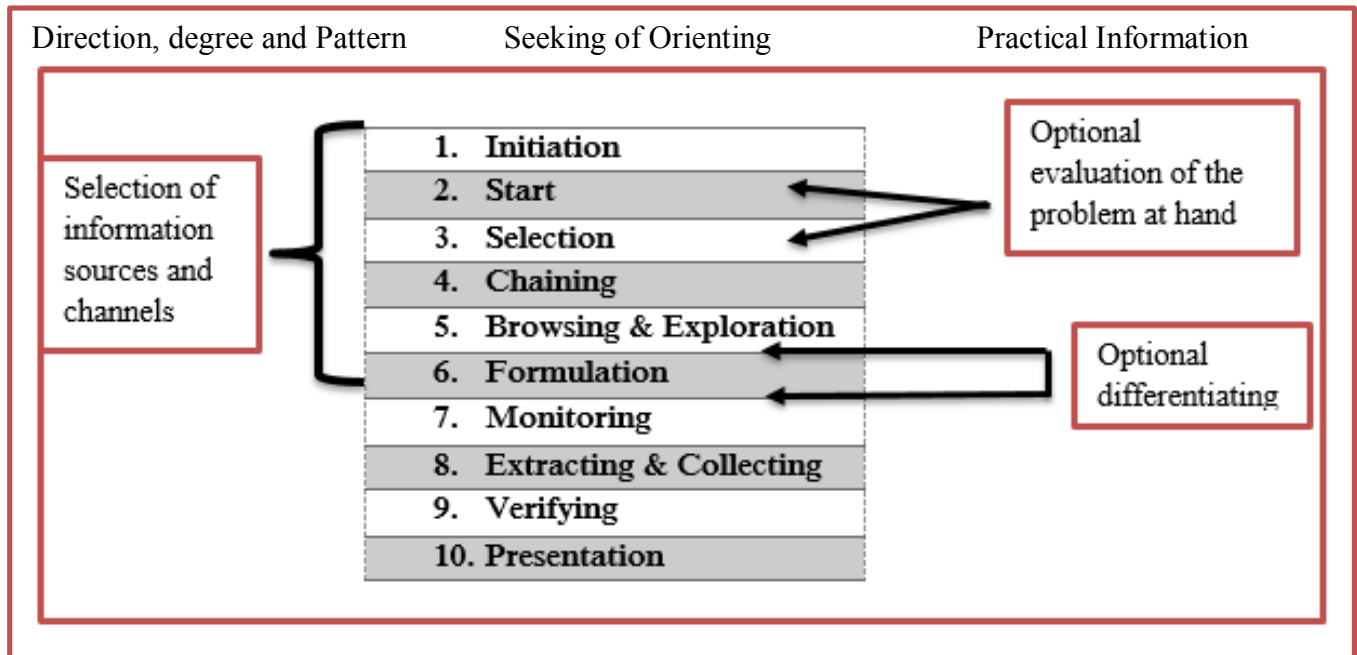 Direction, degree and Pattern
Seeking of Orienting
Practical Information
Selection of
information
sources and
channels
1. Initiation
2. Start
3. Selection
4. Chaining
5. Browsing & Exploration
6. Formulation
7. Monitoring
8. Extracting & Collecting
9. Verifying
10. Presentation
Optional
evaluation of the
problem at hand
Optional
differentiating